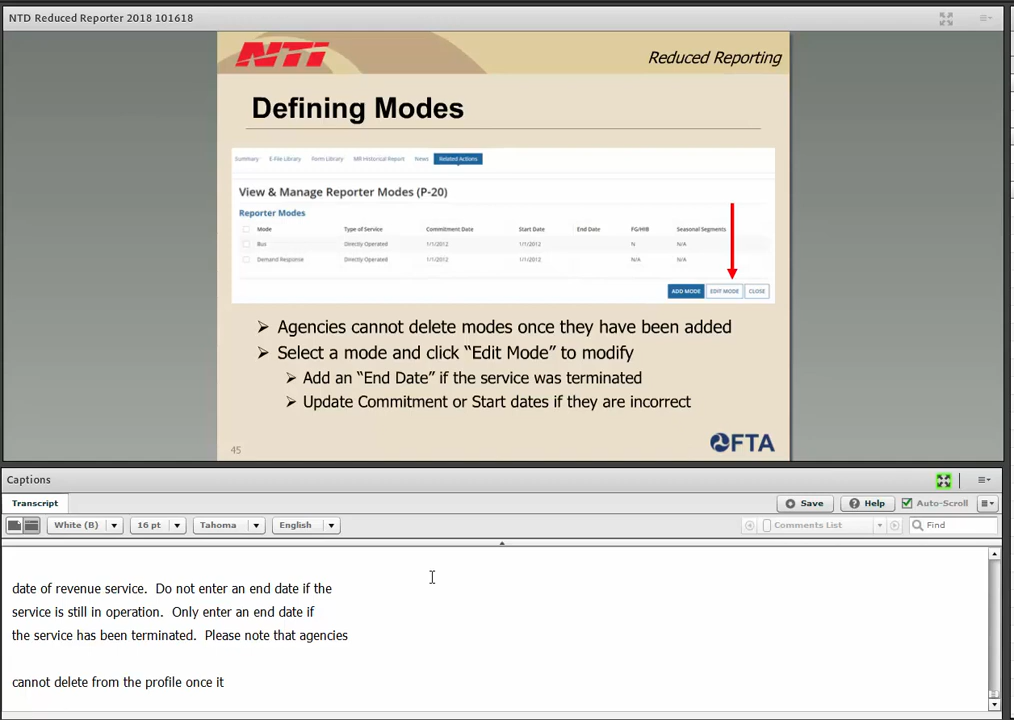 NTD Reduced Reporter 2018 101618
NTI
Reduced Reporting
Defining Modes
Summary E-File Library Form Library MR Historical Report News Related Actions
View & Manage Reporter Modes (P-20)
Reporter Modes
Mode Type of Service Commitment Date Start Date End Date FG/HIB Seasonal Segments
Bus Directly Operated 1/1/2012 1/1/2012 N N/A
Demand Response Directly Operated 1/1/2012 1/1/2012 N/A N/A
ADD MODE EDIT MODE CLOSE
Agencies cannot delete modes once they have been added
Select a mode and click “Edit Mode” to modify
Add an “End Date” if the service was terminated
Update Commitment or Start dates if they are incorrect
45
FTA
Captions
Transcript
Save Help Auto-Scroll
White (B) 16 pt Tahoma English Comments List Find
date of revenue service. Do not enter an end date if the
service is still in operation. Only enter an end date if
the service has been terminated. Please note that agencies
cannot delete from the profile once it